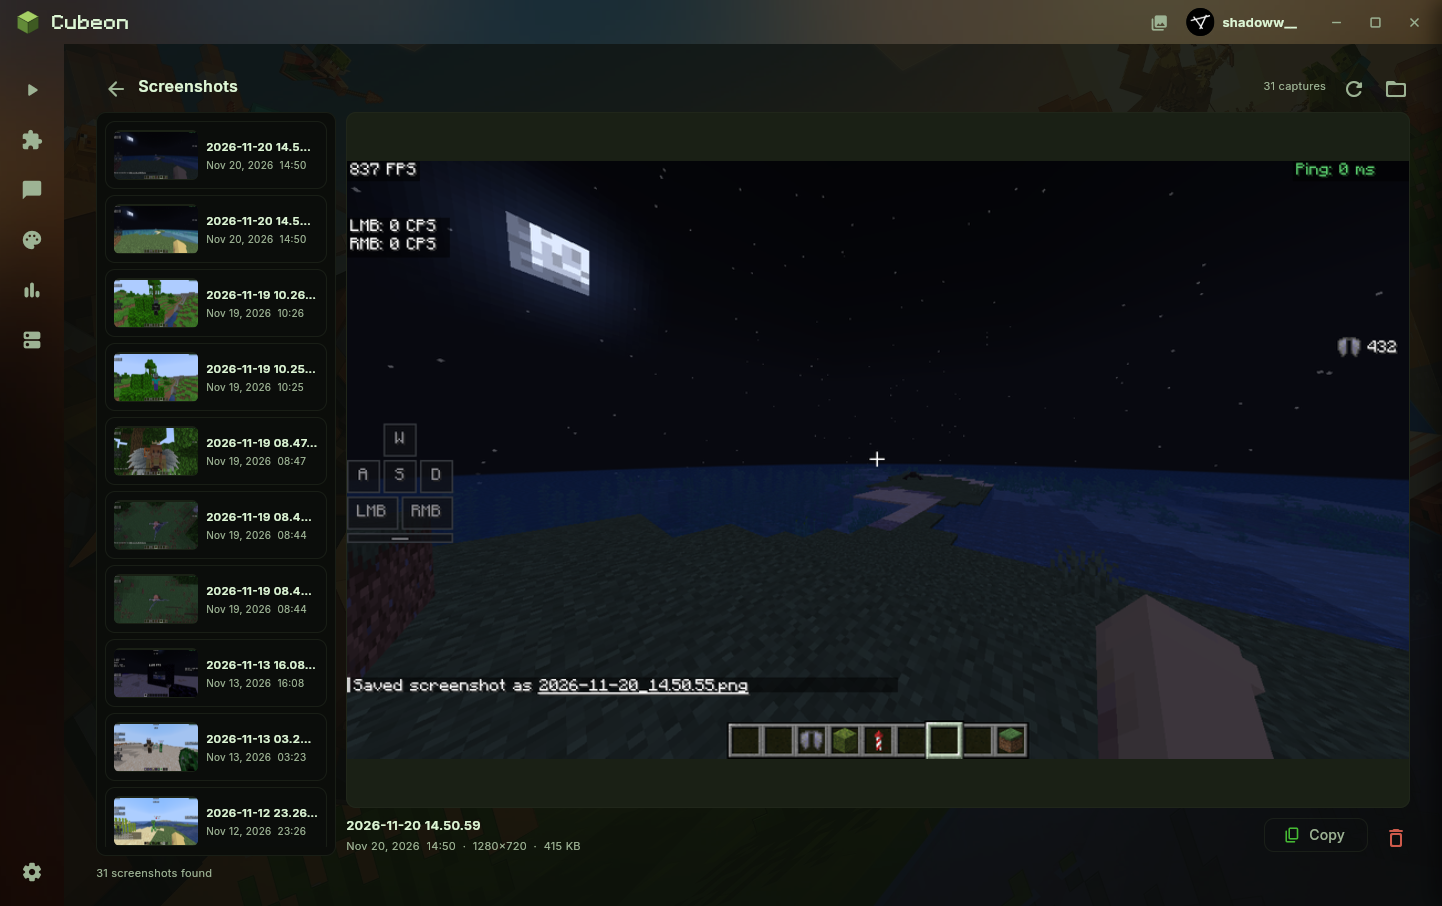 Cubeon
shadoww__
Screenshots
31 captures
2026-11-20 14.5...
Nov 20, 2026 14:50
2026-11-20 14.5...
Nov 20, 2026 14:50
2026-11-19 10.26...
Nov 19, 2026 10:26
2026-11-19 10.25...
Nov 19, 2026 10:25
2026-11-19 08.47...
Nov 19, 2026 08:47
2026-11-19 08.4...
Nov 19, 2026 08:44
2026-11-19 08.4...
Nov 19, 2026 08:44
2026-11-13 16.08...
Nov 13, 2026 16:08
2026-11-13 03.2...
Nov 13, 2026 03:23
2026-11-12 23.26...
Nov 12, 2026 23:26
31 screenshots found
837 FPS
Ping: 0 ms
LMB: 0 CPS
RMB: 0 CPS
432
W
A S D
LMB RMB
Saved screenshot as 2026-11-20_14.50.55.png
2026-11-20 14.50.59
Nov 20, 2026 14:50 · 1280×720 · 415 KB
Copy